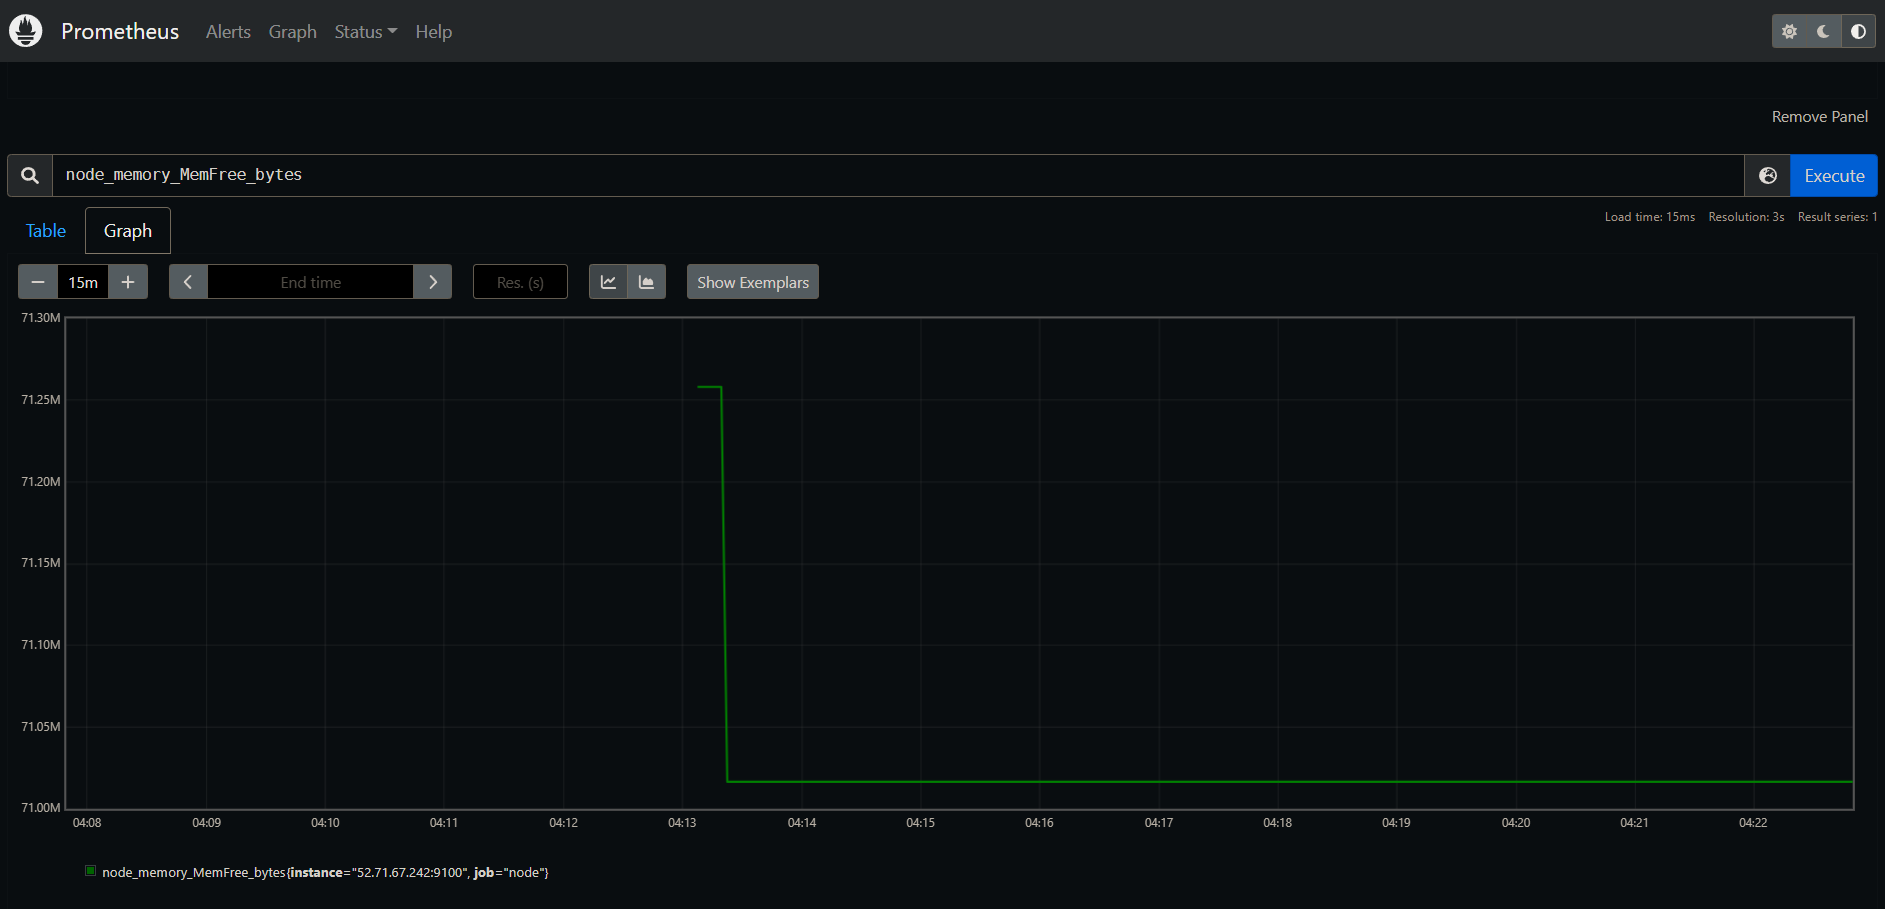 Prometheus Alerts Graph Status Help
Remove Panel
node_memory_MemFree_bytes Execute
Table Graph Load time: 15ms Resolution: 3s Result series: 1
− 15m + End time Res. (s) Show Exemplars
71.30M
71.25M
71.20M
71.15M
71.10M
71.05M
71.00M
04:08 04:09 04:10 04:11 04:12 04:13 04:14 04:15 04:16 04:17 04:18 04:19 04:20 04:21 04:22
node_memory_MemFree_bytes{instance="52.71.67.242:9100", job="node"}